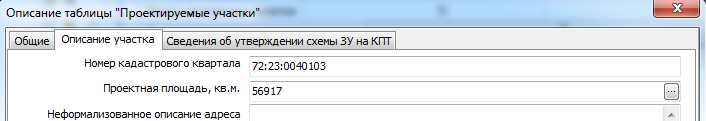 Описание таблицы "Проектируемые участки"
Общие Описание участка Сведения об утверждении схемы ЗУ на КПТ
Номер кадастрового квартала 72:23:0040103
Проектная площадь, кв.м. 56917 ...
Неформализованное описание адреса